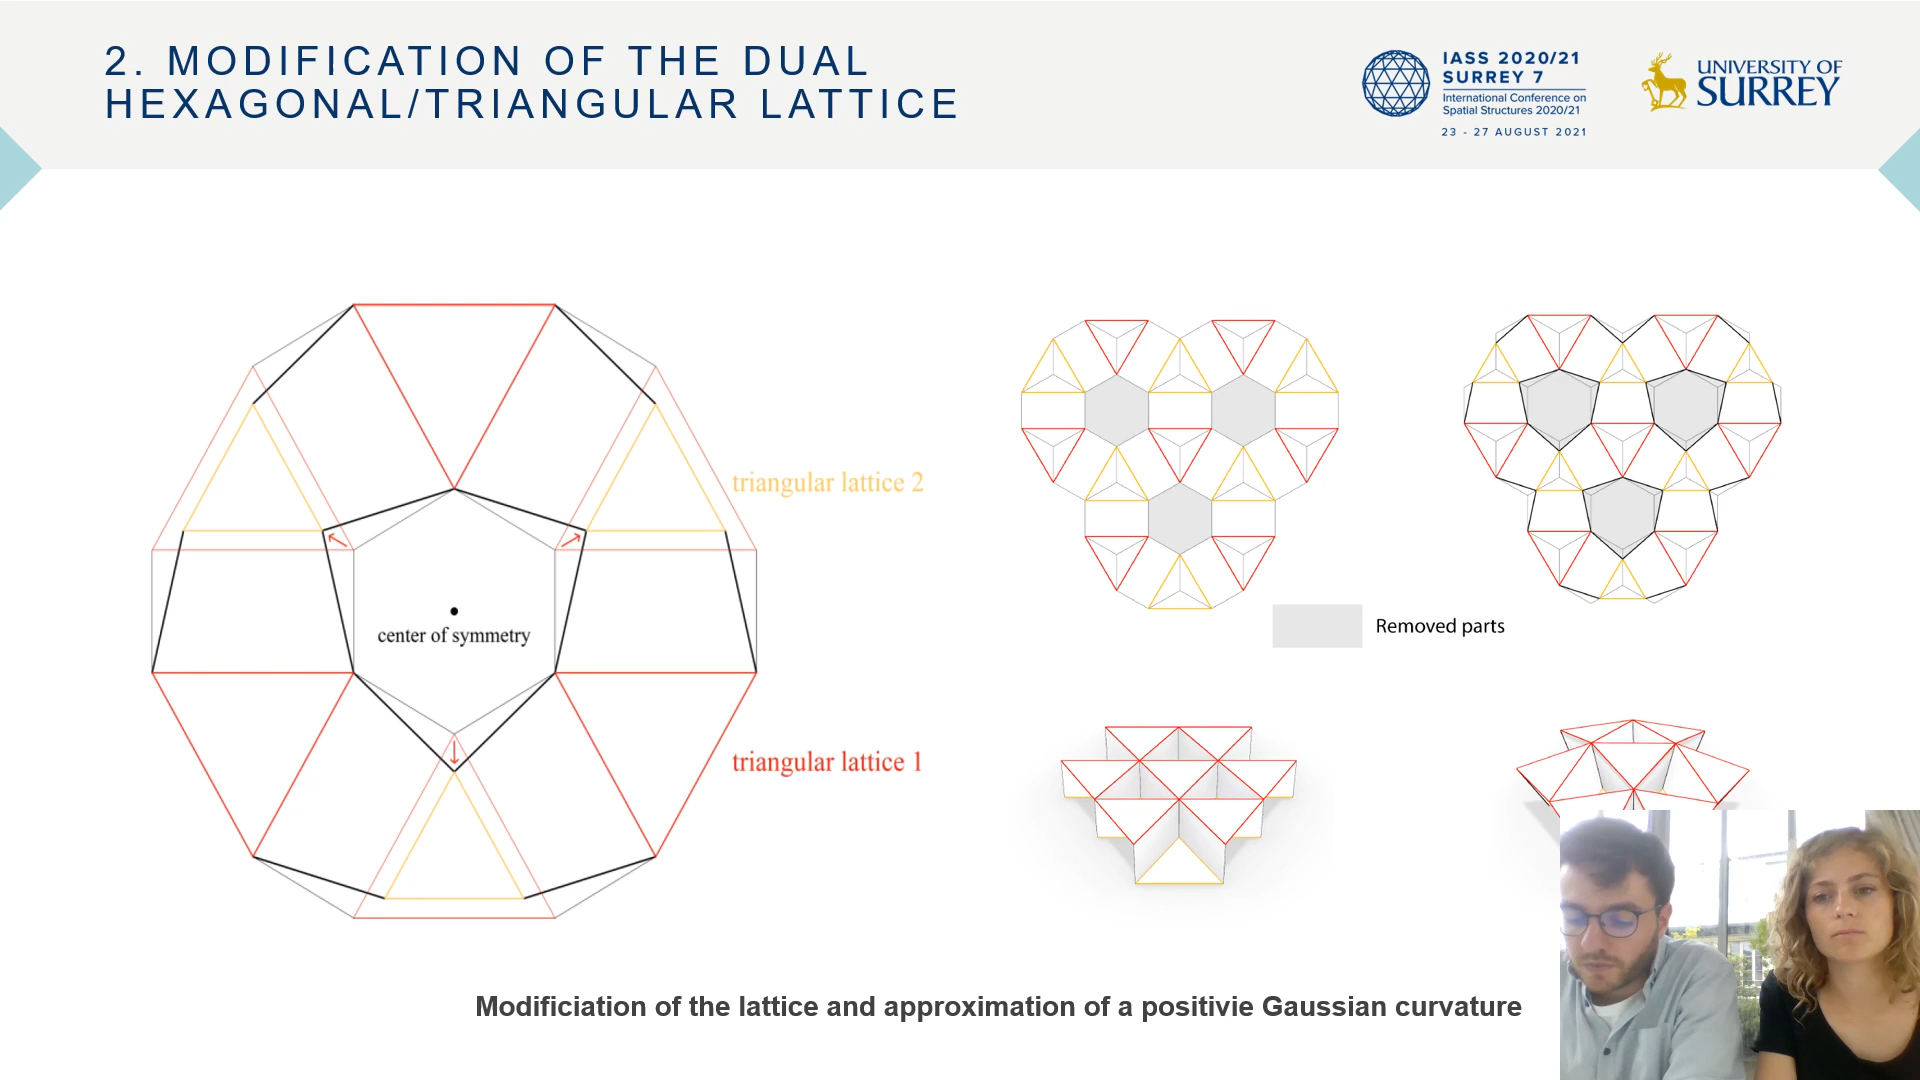 2. MODIFICATION OF THE DUAL
HEXAGONAL/TRIANGULAR LATTICE
IASS 2020/21
SURREY 7
International Conference on
Spatial Structures 2020/21
23 - 27 AUGUST 2021
UNIVERSITY OF
SURREY
triangular lattice 2
center of symmetry
triangular lattice 1
Removed parts
Modificiation of the lattice and approximation of a positivie Gaussian curvature